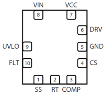 VIN VCC
8 7
6 DRV
UVLO 9 5 GND
FLT 10 4 CS
1 2 3
SS RT COMP